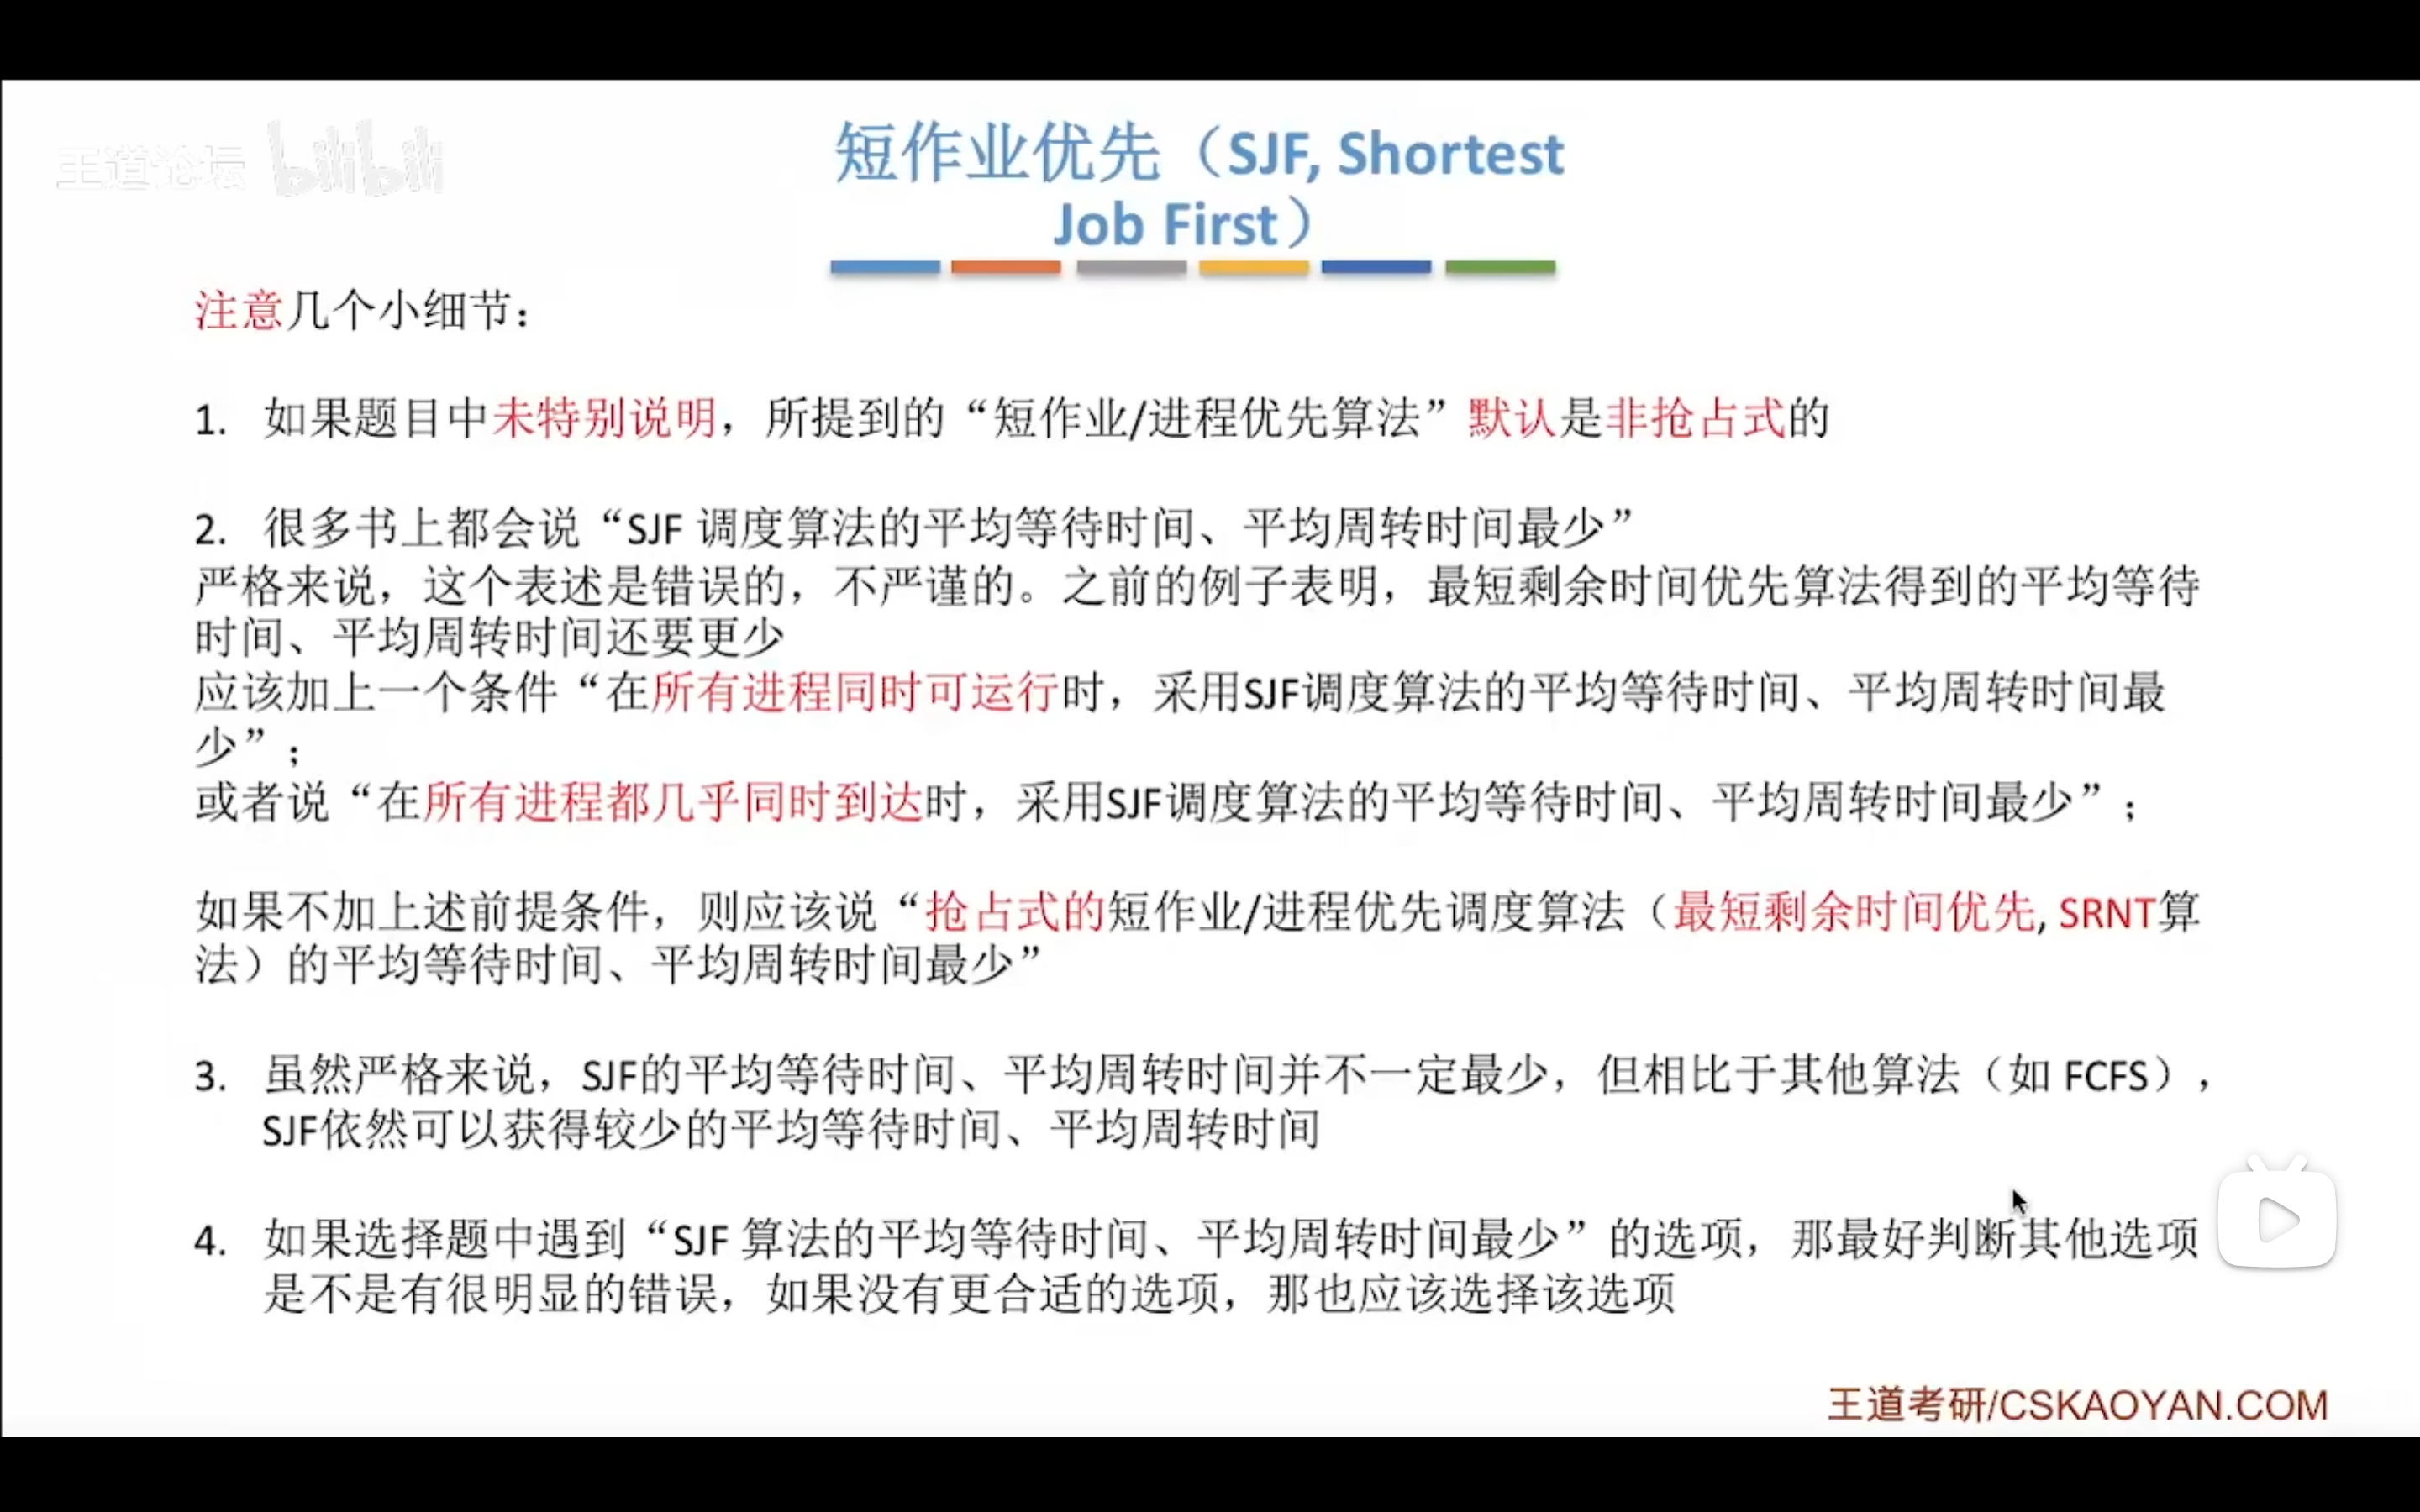 王道论坛 bilibili
短作业优先（SJF, Shortest
Job First）
注意几个小细节：
1. 如果题目中未特别说明，所提到的“短作业/进程优先算法”默认是非抢占式的
2. 很多书上都会说“SJF 调度算法的平均等待时间、平均周转时间最少”
严格来说，这个表述是错误的，不严谨的。之前的例子表明，最短剩余时间优先算法得到的平均等待
时间、平均周转时间还要更少
应该加上一个条件“在所有进程同时可运行时，采用SJF调度算法的平均等待时间、平均周转时间最
少”；
或者说“在所有进程都几乎同时到达时，采用SJF调度算法的平均等待时间、平均周转时间最少”；
如果不加上述前提条件，则应该说“抢占式的短作业/进程优先调度算法（最短剩余时间优先, SRNT算
法）的平均等待时间、平均周转时间最少”
3. 虽然严格来说，SJF的平均等待时间、平均周转时间并不一定最少，但相比于其他算法（如 FCFS），
SJF依然可以获得较少的平均等待时间、平均周转时间
4. 如果选择题中遇到“SJF 算法的平均等待时间、平均周转时间最少”的选项，那最好判断其他选项
是不是有很明显的错误，如果没有更合适的选项，那也应该选择该选项
王道考研/CSKAOYAN.COM